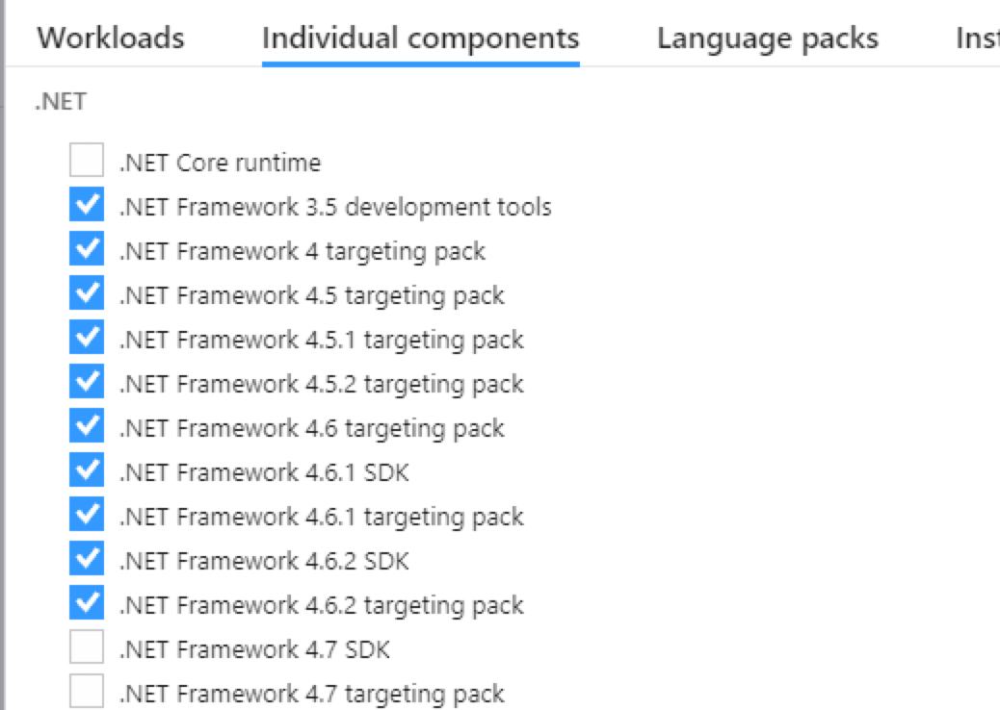 Workloads Individual components Language packs Inst
.NET
.NET Core runtime
.NET Framework 3.5 development tools
.NET Framework 4 targeting pack
.NET Framework 4.5 targeting pack
.NET Framework 4.5.1 targeting pack
.NET Framework 4.5.2 targeting pack
.NET Framework 4.6 targeting pack
.NET Framework 4.6.1 SDK
.NET Framework 4.6.1 targeting pack
.NET Framework 4.6.2 SDK
.NET Framework 4.6.2 targeting pack
.NET Framework 4.7 SDK
.NET Framework 4.7 targeting pack